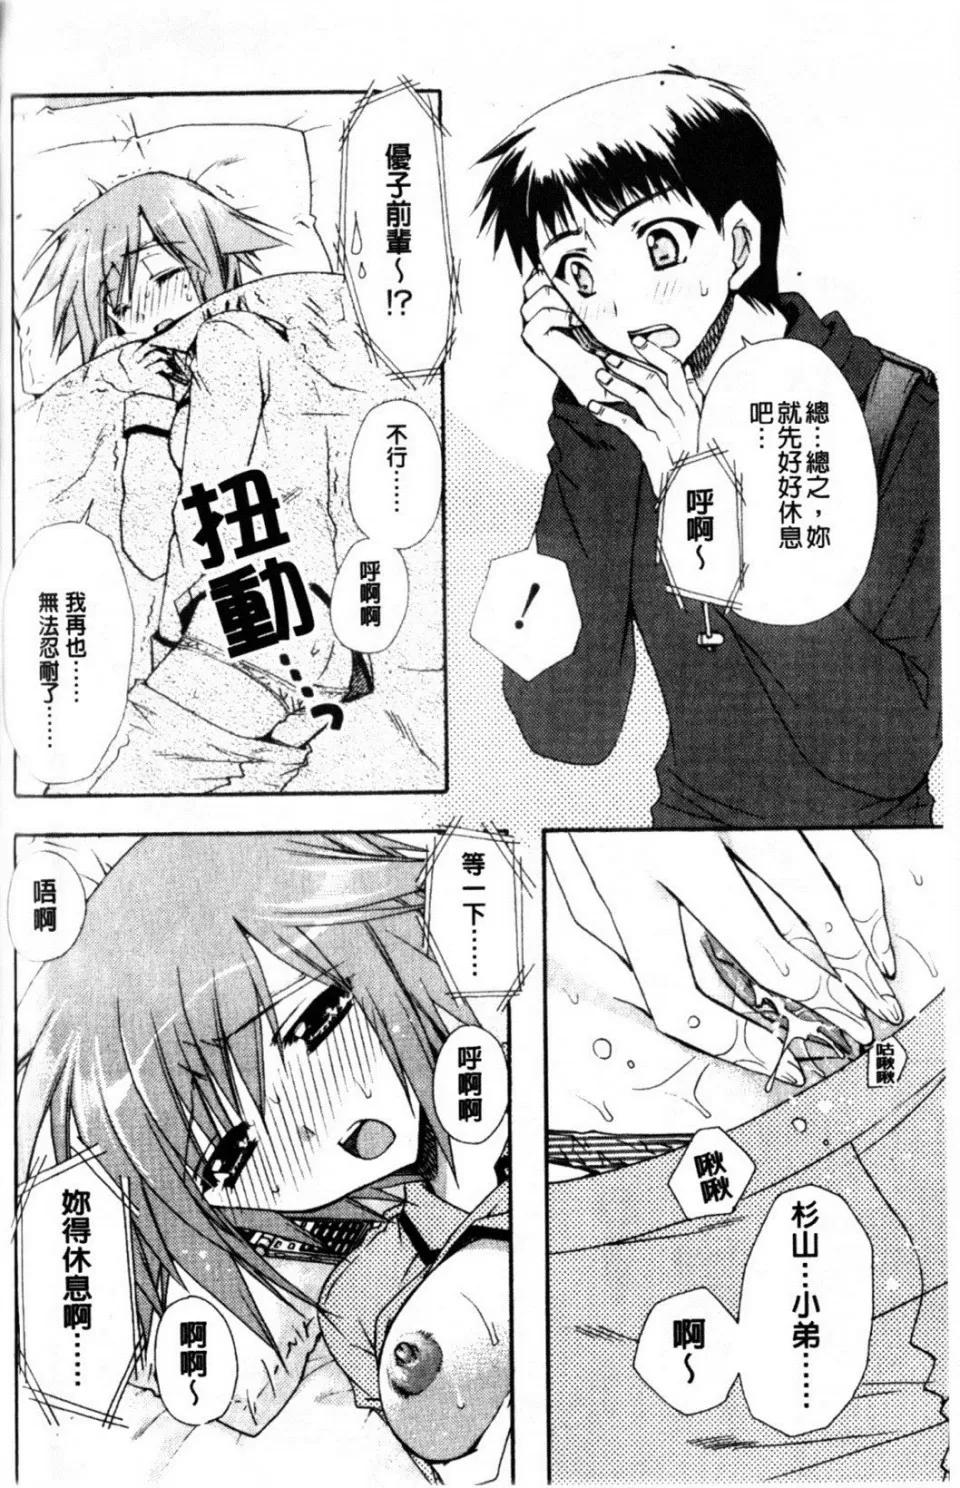 總…總之，妳
就先好好休息
吧…
呼啊～
！
優子前輩～!?
不行……
呼啊啊
扭動……
我再也……
無法忍耐了……
咕啾啾
啾啾
杉山…小弟……
啊～
等一下……
唔啊
呼啊啊
妳得休息啊……
啊啊～